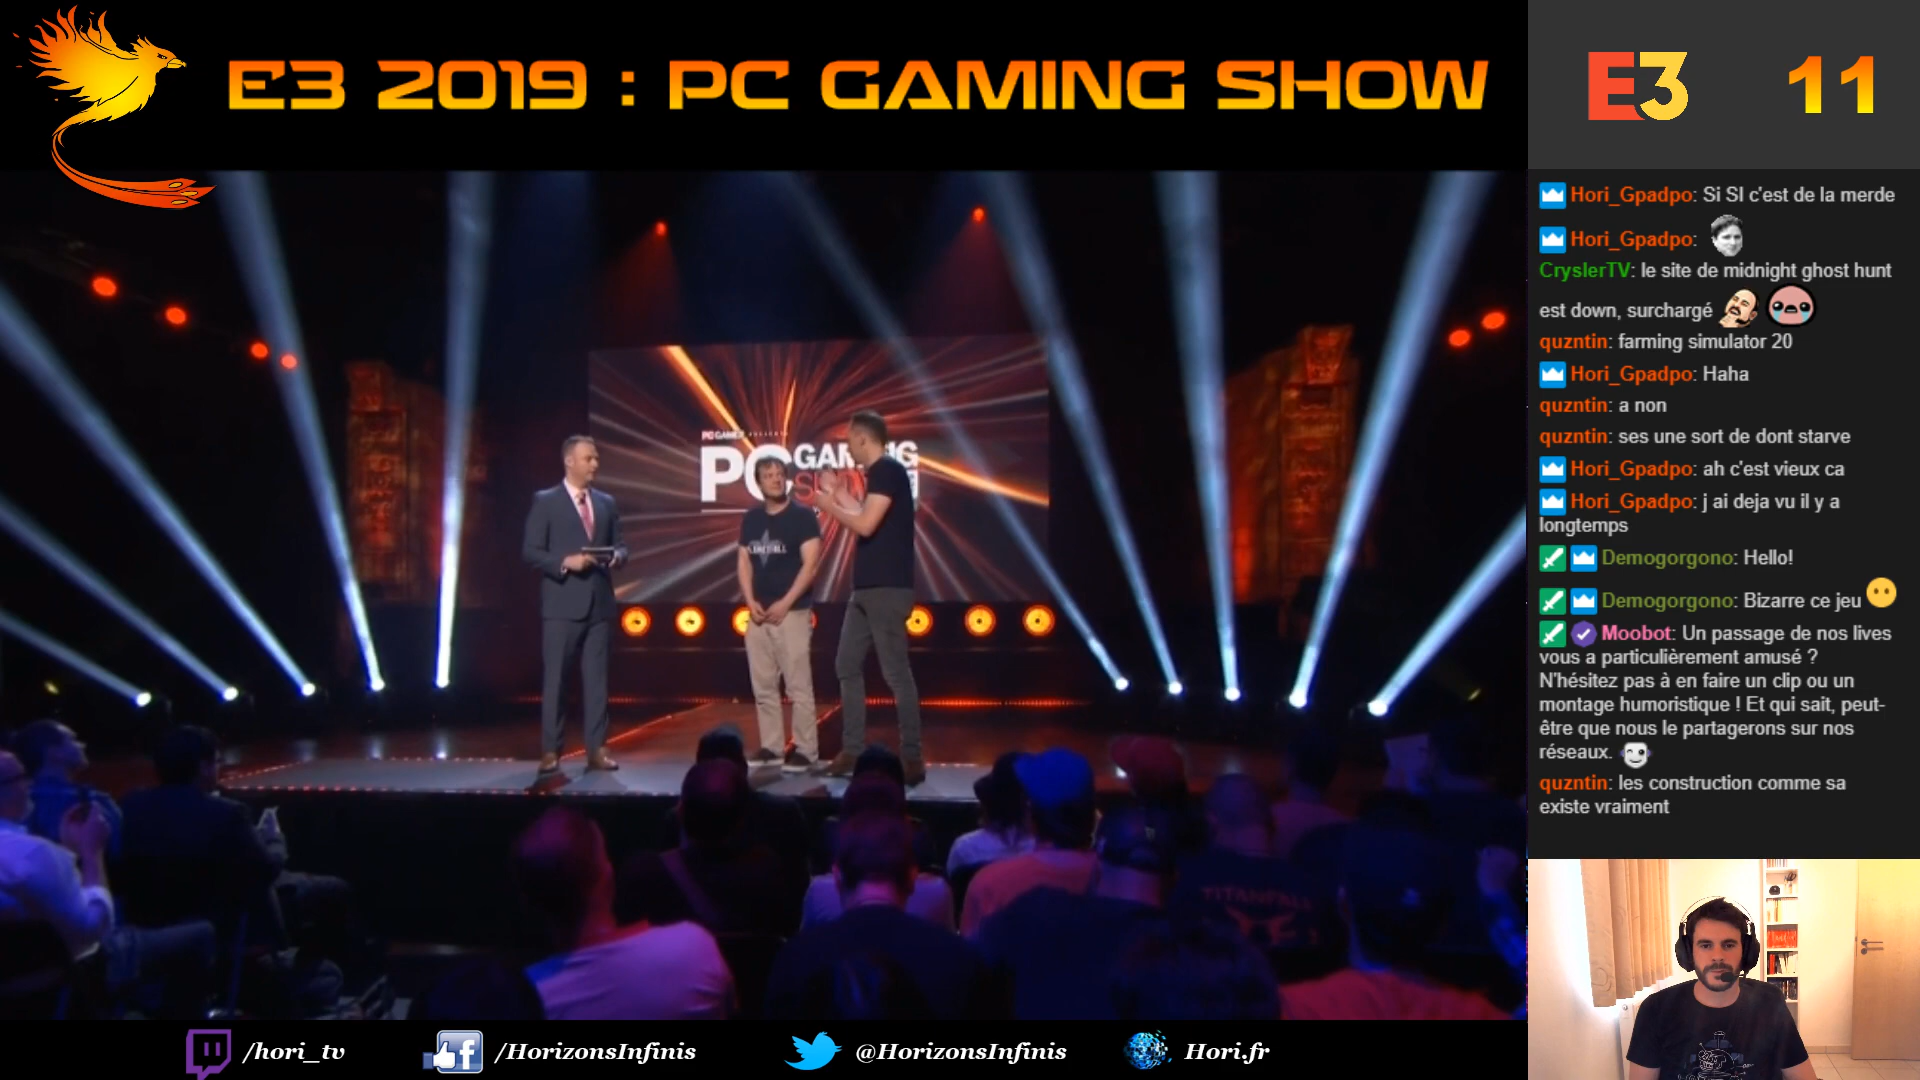 E3 2019 : PC GAMING SHOW
E3
11
PC GAMER
PC GAMING
Hori_Gpadpo: Si SI c'est de la merde
Hori_Gpadpo:
CryslerTV: le site de midnight ghost hunt
est down, surchargé
quzntin: farming simulator 20
Hori_Gpadpo: Haha
quzntin: a non
quzntin: ses une sort de dont starve
Hori_Gpadpo: ah c'est vieux ca
Hori_Gpadpo: j ai deja vu il y a
longtemps
Demogorgono: Hello!
Demogorgono: Bizarre ce jeu
Moobot: Un passage de nos lives
vous a particulièrement amusé ?
N'hésitez pas à en faire un clip ou un
montage humoristique ! Et qui sait, peut-
être que nous le partagerons sur nos
réseaux.
quzntin: les construction comme sa
existe vraiment
TITANFALL
/hori_tv
/HorizonsInfinis
@HorizonsInfinis
Hori.fr